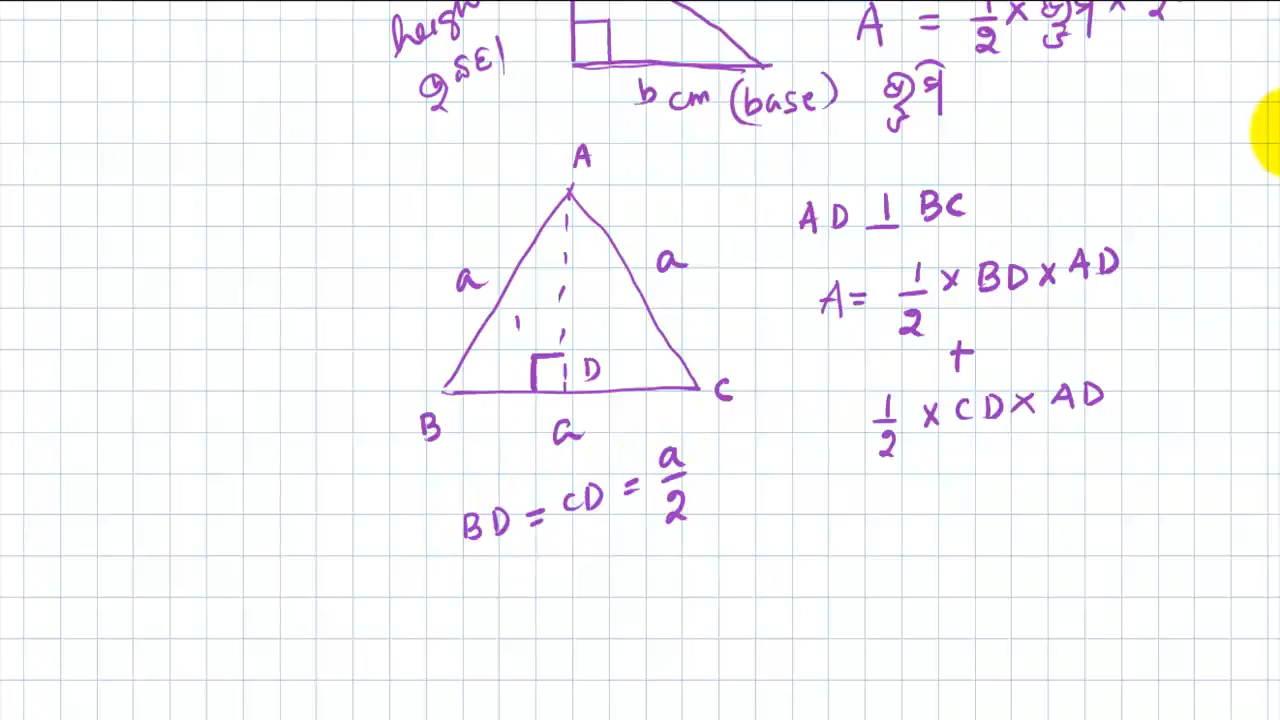 A = 1/2 ×
b cm (base)
A
AD ⊥ BC
a
a
A = 1/2 × BD × AD
+
D
1/2 × CD × AD
B
C
a
BD = CD = a/2